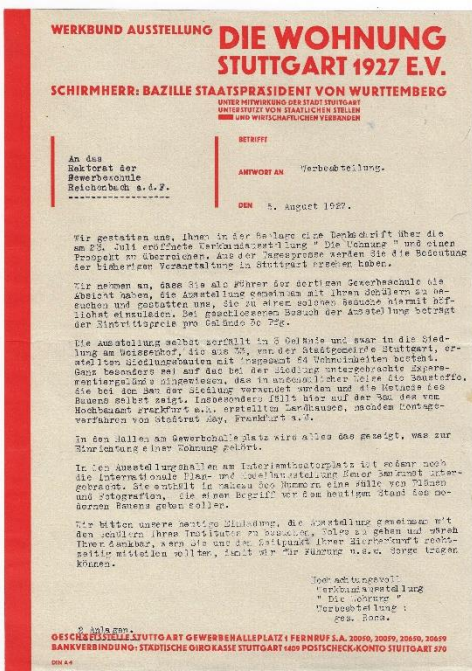 WERKBUND AUSSTELLUNG DIE WOHNUNG
STUTTGART 1927 E.V.
SCHIRMHERR: BAZILLE STAATSPRÄSIDENT VON WURTTEMBERG
UNTER MITWIRKUNG DER STADT STUTTGART
UNTERSTÜTZT VON STAATLICHEN STELLEN
UND WIRTSCHAFTLICHEN VERBÄNDEN
BETRIFFT
An das
Rektorat der
Gewerbeschule
Reichenbach a.d.F.
ANTWORT AN Werbeabteilung.
DEN 5. August 1927.
Wir gestatten uns, Ihnen in der Beilage eine Denkschrift über die
am 23. Juli eröffnete Werkbundausstellung " Die Wohnung " und einen
Prospekt zu überreichen. Aus der Tagespresse werden Sie die Bedeutung
der bisherigen Veranstaltung in Stuttgart ersehen haben.
Wir nehmen an, dass Sie als Führer der dortigen Gewerbeschule die
Absicht haben, die Ausstellung gemeinsam mit Ihren Schülern zu be-
suchen und gestatten uns, Sie zu einem solchen Besuche hiermit höf-
lichst einzuladen. Bei geschlossenem Besuch der Ausstellung beträgt
der Eintrittspreis pro Gelände 30 Pfg.
Die Ausstellung selbst zerfällt in 3 Gelände und zwar in die Sied-
lung am Weissenhof, die aus 33, von der Stadtgemeinde Stuttgart, er-
stellten Siedlungsbauten mit insgesamt 60 Wohneinheiten besteht.
Ganz besonders sei auf das bei der Siedlung untergebrachte Experi-
mentiergelände hingewiesen, das in anschaulicher Weise die Baustoffe,
die bei dem Bau der Siedlung verwendet wurden und die Methode des
Bauens selbst zeigt. Insbesondere fällt hier auf der Bau des vom
Hochbauamt Frankfurt a.M. erstellten Landhauses, nach dem Montage-
verfahren von Stadtrat May, Frankfurt a.M.
In den Hallen am Gewerbehalleplatz wird alles das gezeigt, was zur
Einrichtung einer Wohnung gehört.
In den Ausstellungshallen am Interimtheaterplatz ist sodann noch
die Internationale Plan- und Modellausstellung Neuer Baukunst unter-
gebracht. Sie enthält in nahezu 600 Nummern eine Fülle von Plänen
und Fotografien, die einen Begriff vor dem heutigen Stand des mo-
dernen Bauens geben sollen.
Wir bitten unsere heutige Einladung, die Ausstellung gemeinsam mit
den Schülern Ihres Institutes zu besuchen, Folge zu geben und wären
Ihnen dankbar, wenn Sie uns den Zeitpunkt Ihrer Hierherkunft recht-
zeitig mitteilen wollten, damit wir für Führung u.s.w. Sorge tragen
können.
Hochachtungsvoll
Werkbundausstellung
" Die Wohnung "
Werbeabteilung :
gez.
2 Anlagen.
GESCHÄFTSSTELLE STUTTGART GEWERBEHALLEPLATZ 1 FERNRUF S.A. 20050, 20059, 20650, 20659
BANKVERBINDUNG: STÄDTISCHE GIROKASSE STUTTGART 1409 POSTSCHECK-KONTO STUTTGART 570
DIN A4